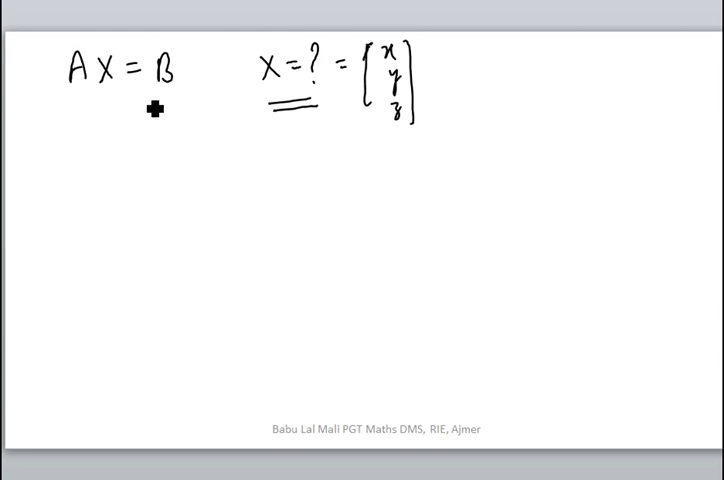 AX = B X = ? = [x
y
z]
Babu Lal Mali PGT Maths DMS, RIE, Ajmer